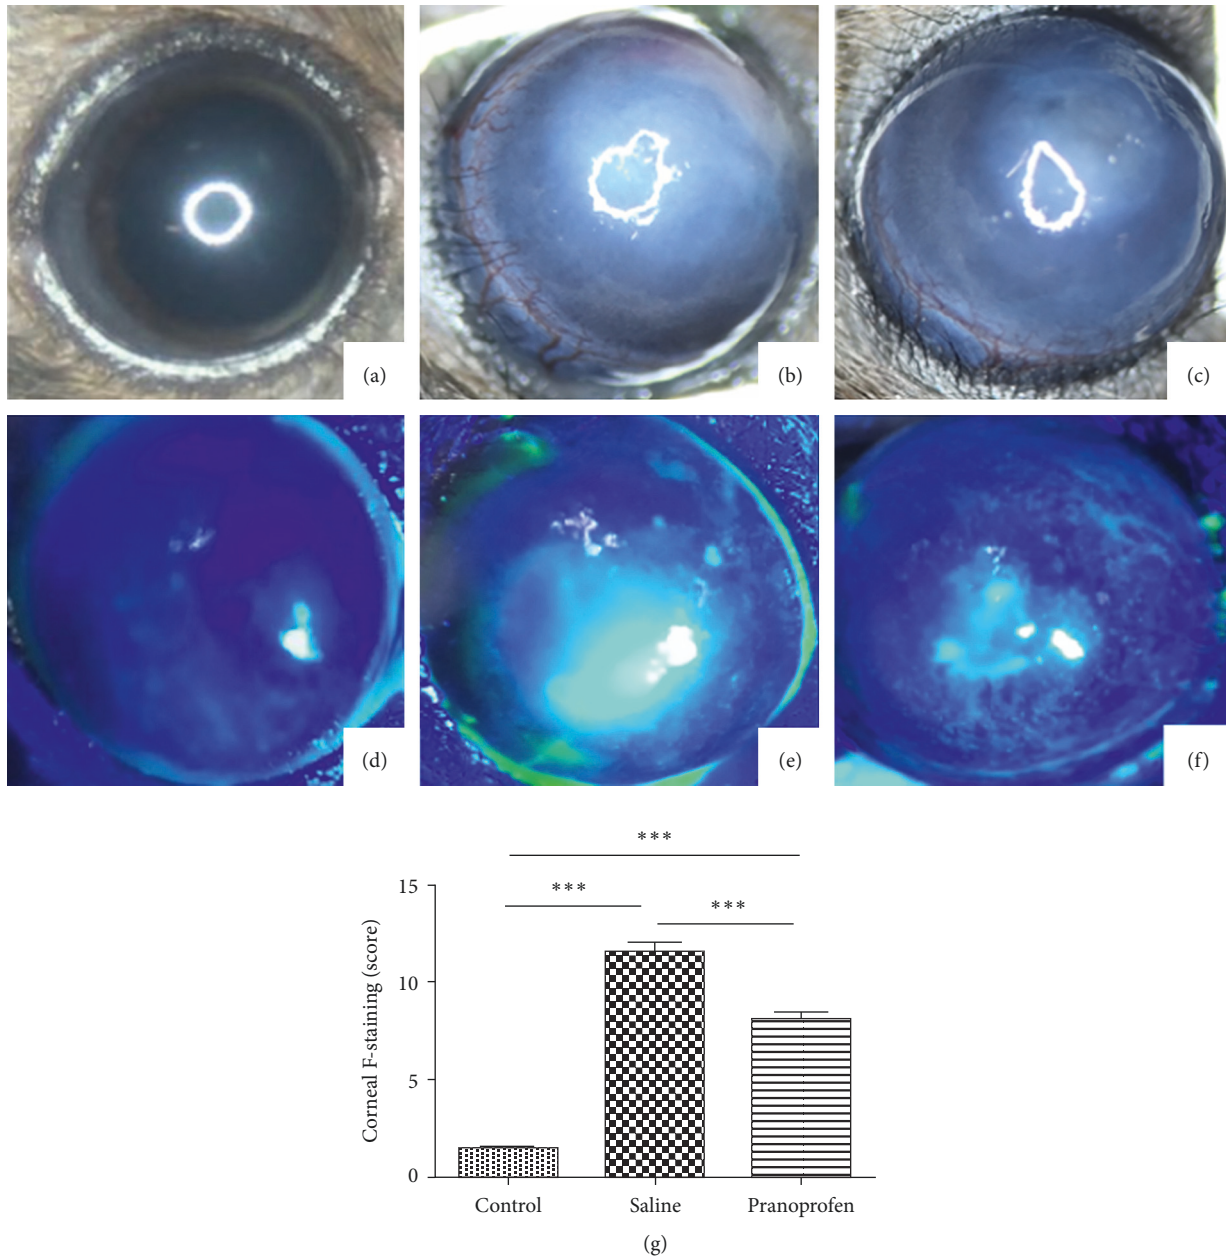 (a)
(b)
(c)
(d)
(e)
(f)
***
***
***
15
10
5
0
Corneal F-staining (score)
Control Saline Pranoprofen
(g)